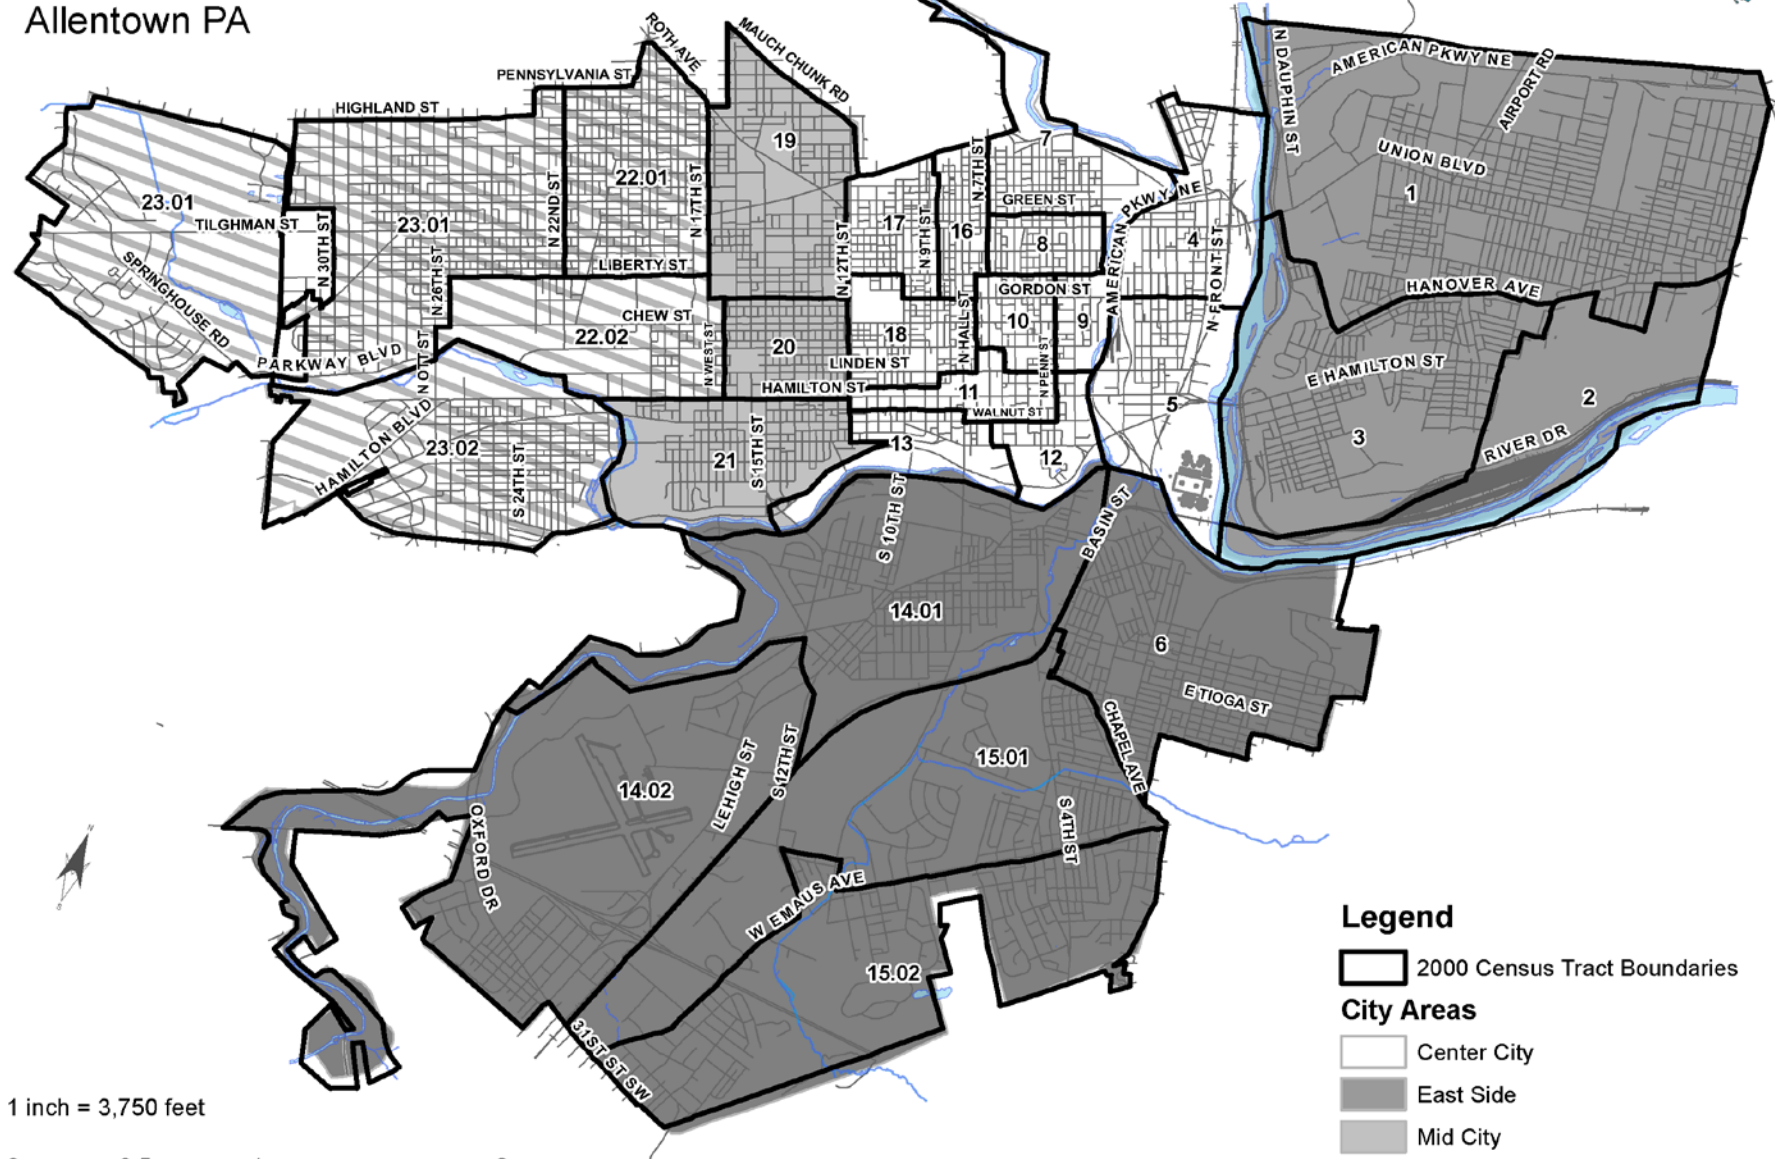 Allentown PA
ROTH AVE
MAUCH CHUNK RD
PENNSYLVANIA ST
HIGHLAND ST
N DAUPHIN ST
AMERICAN PKWY NE
AIRPORT RD
UNION BLVD
19
7
1
23.01
TILGHMAN ST
N 30TH ST
23.01
N 26TH ST
N 22ND ST
22.01
N 17TH ST
LIBERTY ST
N 12TH ST
17
N 9TH ST
16
N 7TH ST
GREEN ST
8
AMERICAN PKWY NE
4
N FRONT ST
GORDON ST
HANOVER AVE
SPRINGHOUSE RD
CHEW ST
22.02
N WEST ST
20
18
N HALL ST
10
9
N PENN ST
LINDEN ST
PARKWAY BLVD
NOTT ST
HAMILTON ST
11
WALNUT ST
5
E HAMILTON ST
2
3
RIVER DR
HAMILTON BLVD
23.02
S 24TH ST
21
S 15TH ST
13
12
S 10TH ST
BASIN ST
14.01
6
E TIOGA ST
CHAPEL AVE
15.01
S 12TH ST
LEHIGH ST
14.02
OXFORD DR
S 4TH ST
W EMAUS AVE
15.02
31ST ST SW
N
S
Legend
2000 Census Tract Boundaries
City Areas
Center City
East Side
Mid City
1 inch = 3,750 feet